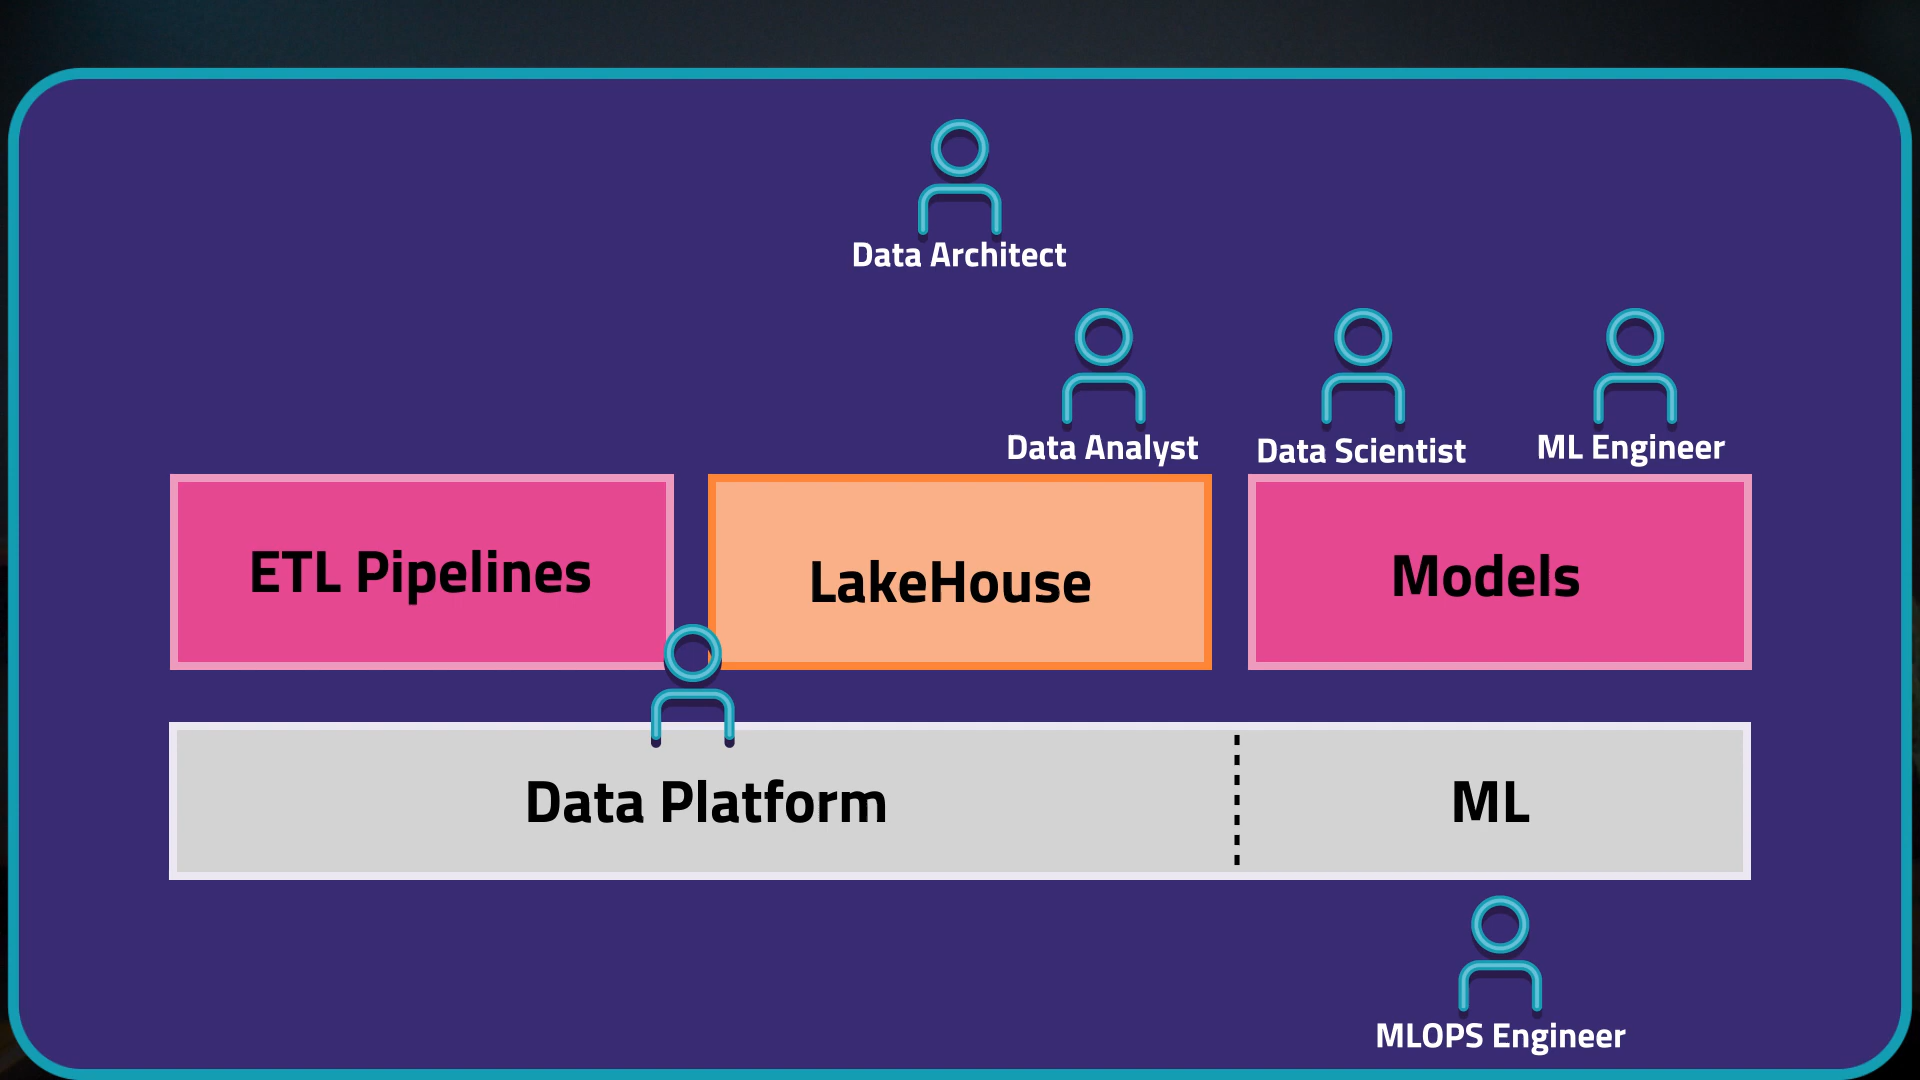 Data Architect
Data Analyst
Data Scientist
ML Engineer
ETL Pipelines
LakeHouse
Models
Data Platform
ML
MLOPS Engineer